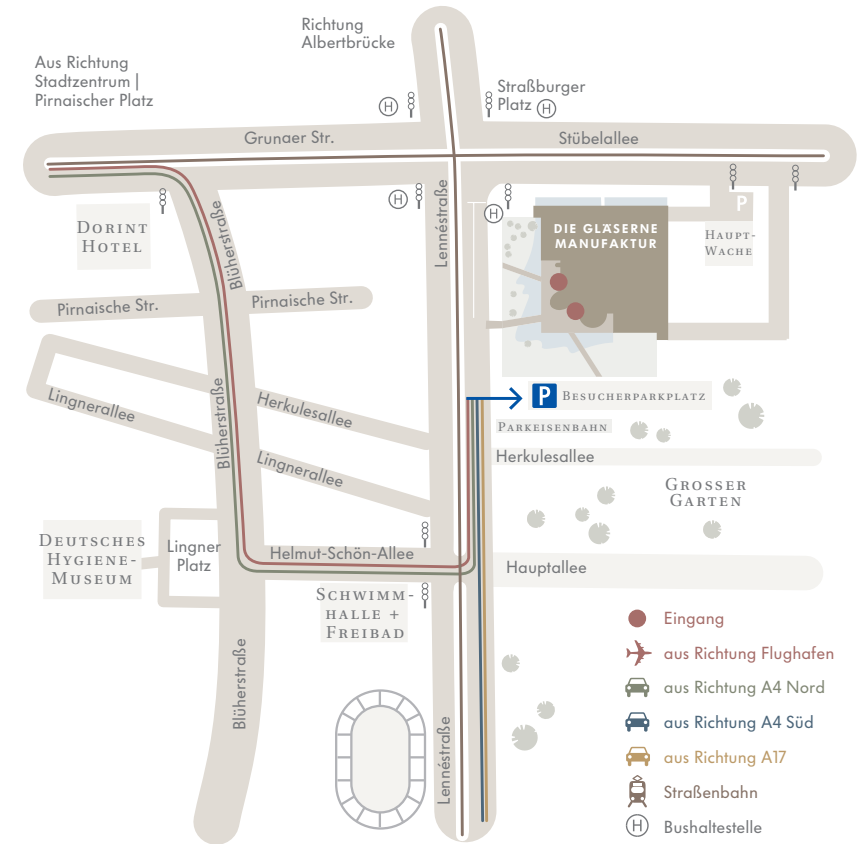 Richtung
Albertbrücke
Aus Richtung
Stadtzentrum |
Pirnaischer Platz
H
Straßburger
Platz H
Grunaer Str.
Stübelallee
H
H
Lennéstraße
P
Dorint
Hotel
Blüherstraße
DIE GLÄSERNE
MANUFAKTUR
Haupt-
Wache
Pirnaische Str.
Pirnaische Str.
P Besucherparkplatz
Parkeisenbahn
Lingnerallee
Blüherstraße
Herkulesallee
Herkulesallee
Lingnerallee
Grosser
Garten
Deutsches
Hygiene-
Museum
Lingner
Platz
Helmut-Schön-Allee
Hauptallee
Schwimm-
halle +
Freibad
Blüherstraße
Lennéstraße
Eingang
aus Richtung Flughafen
aus Richtung A4 Nord
aus Richtung A4 Süd
aus Richtung A17
Straßenbahn
H Bushaltestelle